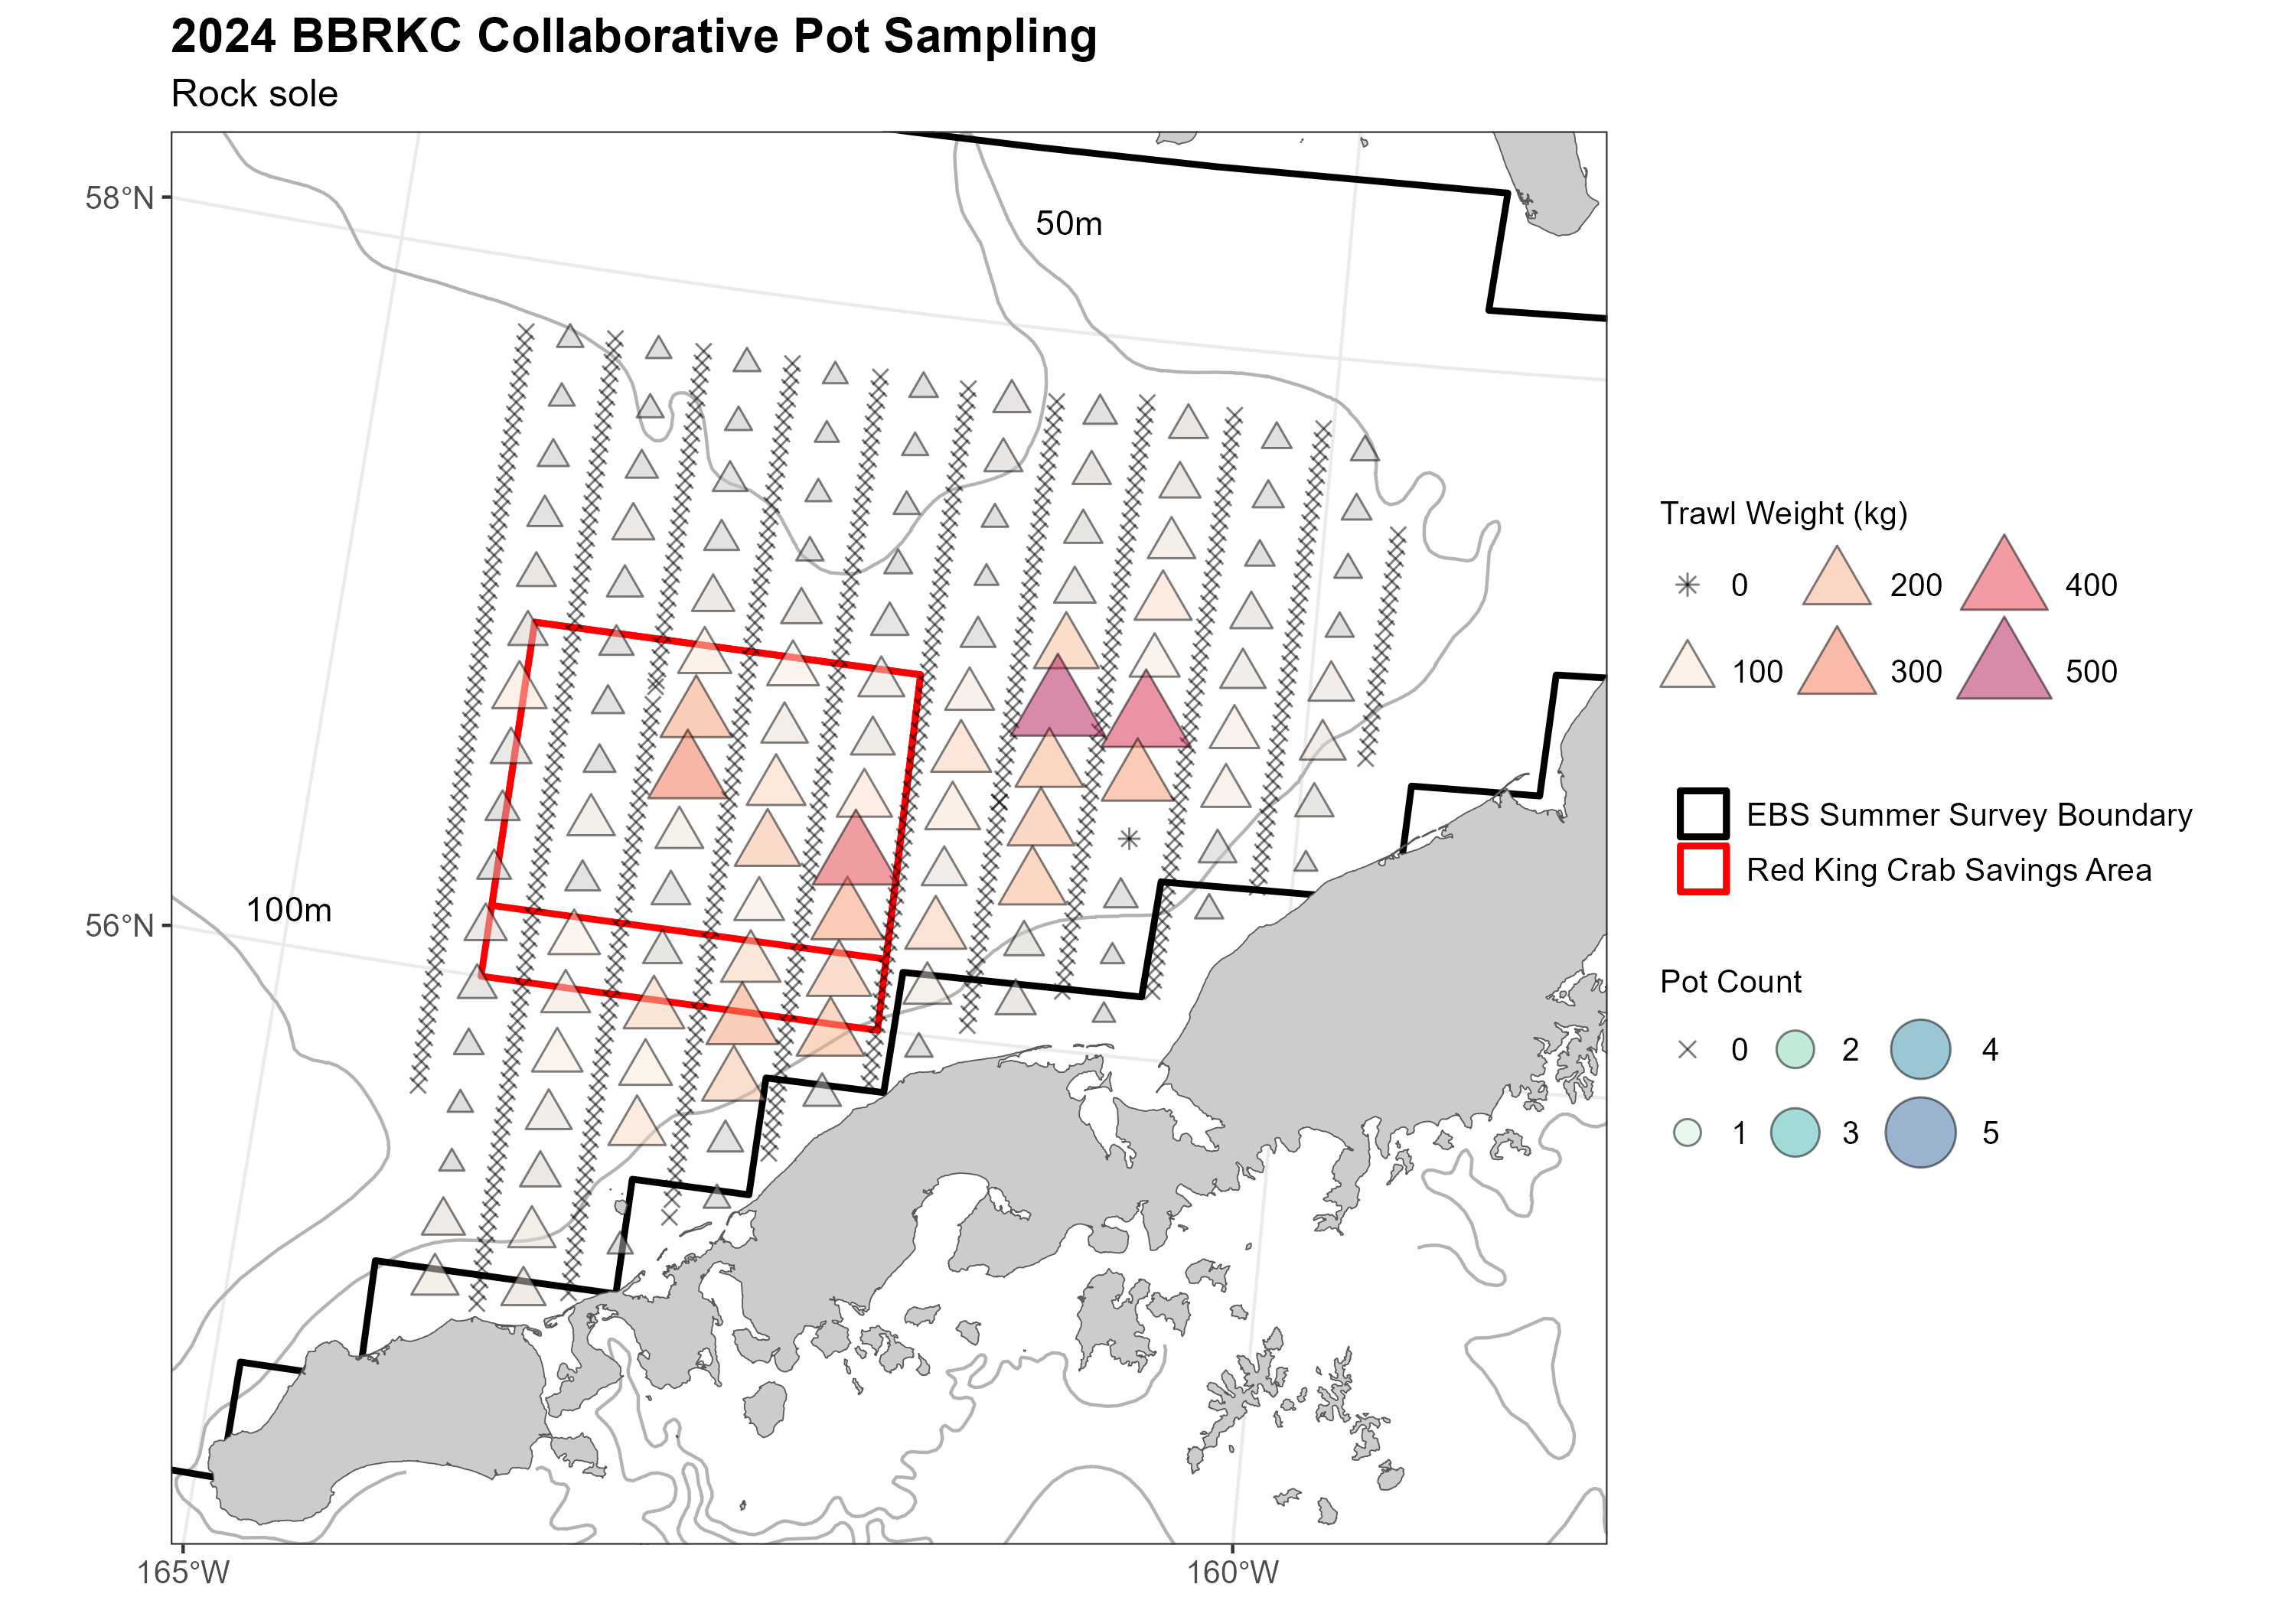 2024 BBRKC Collaborative Pot Sampling
Rock sole
58°N
56°N
165°W
160°W
50m
100m
Trawl Weight (kg)
0 200 400
100 300 500
EBS Summer Survey Boundary
Red King Crab Savings Area
Pot Count
0 2 4
1 3 5